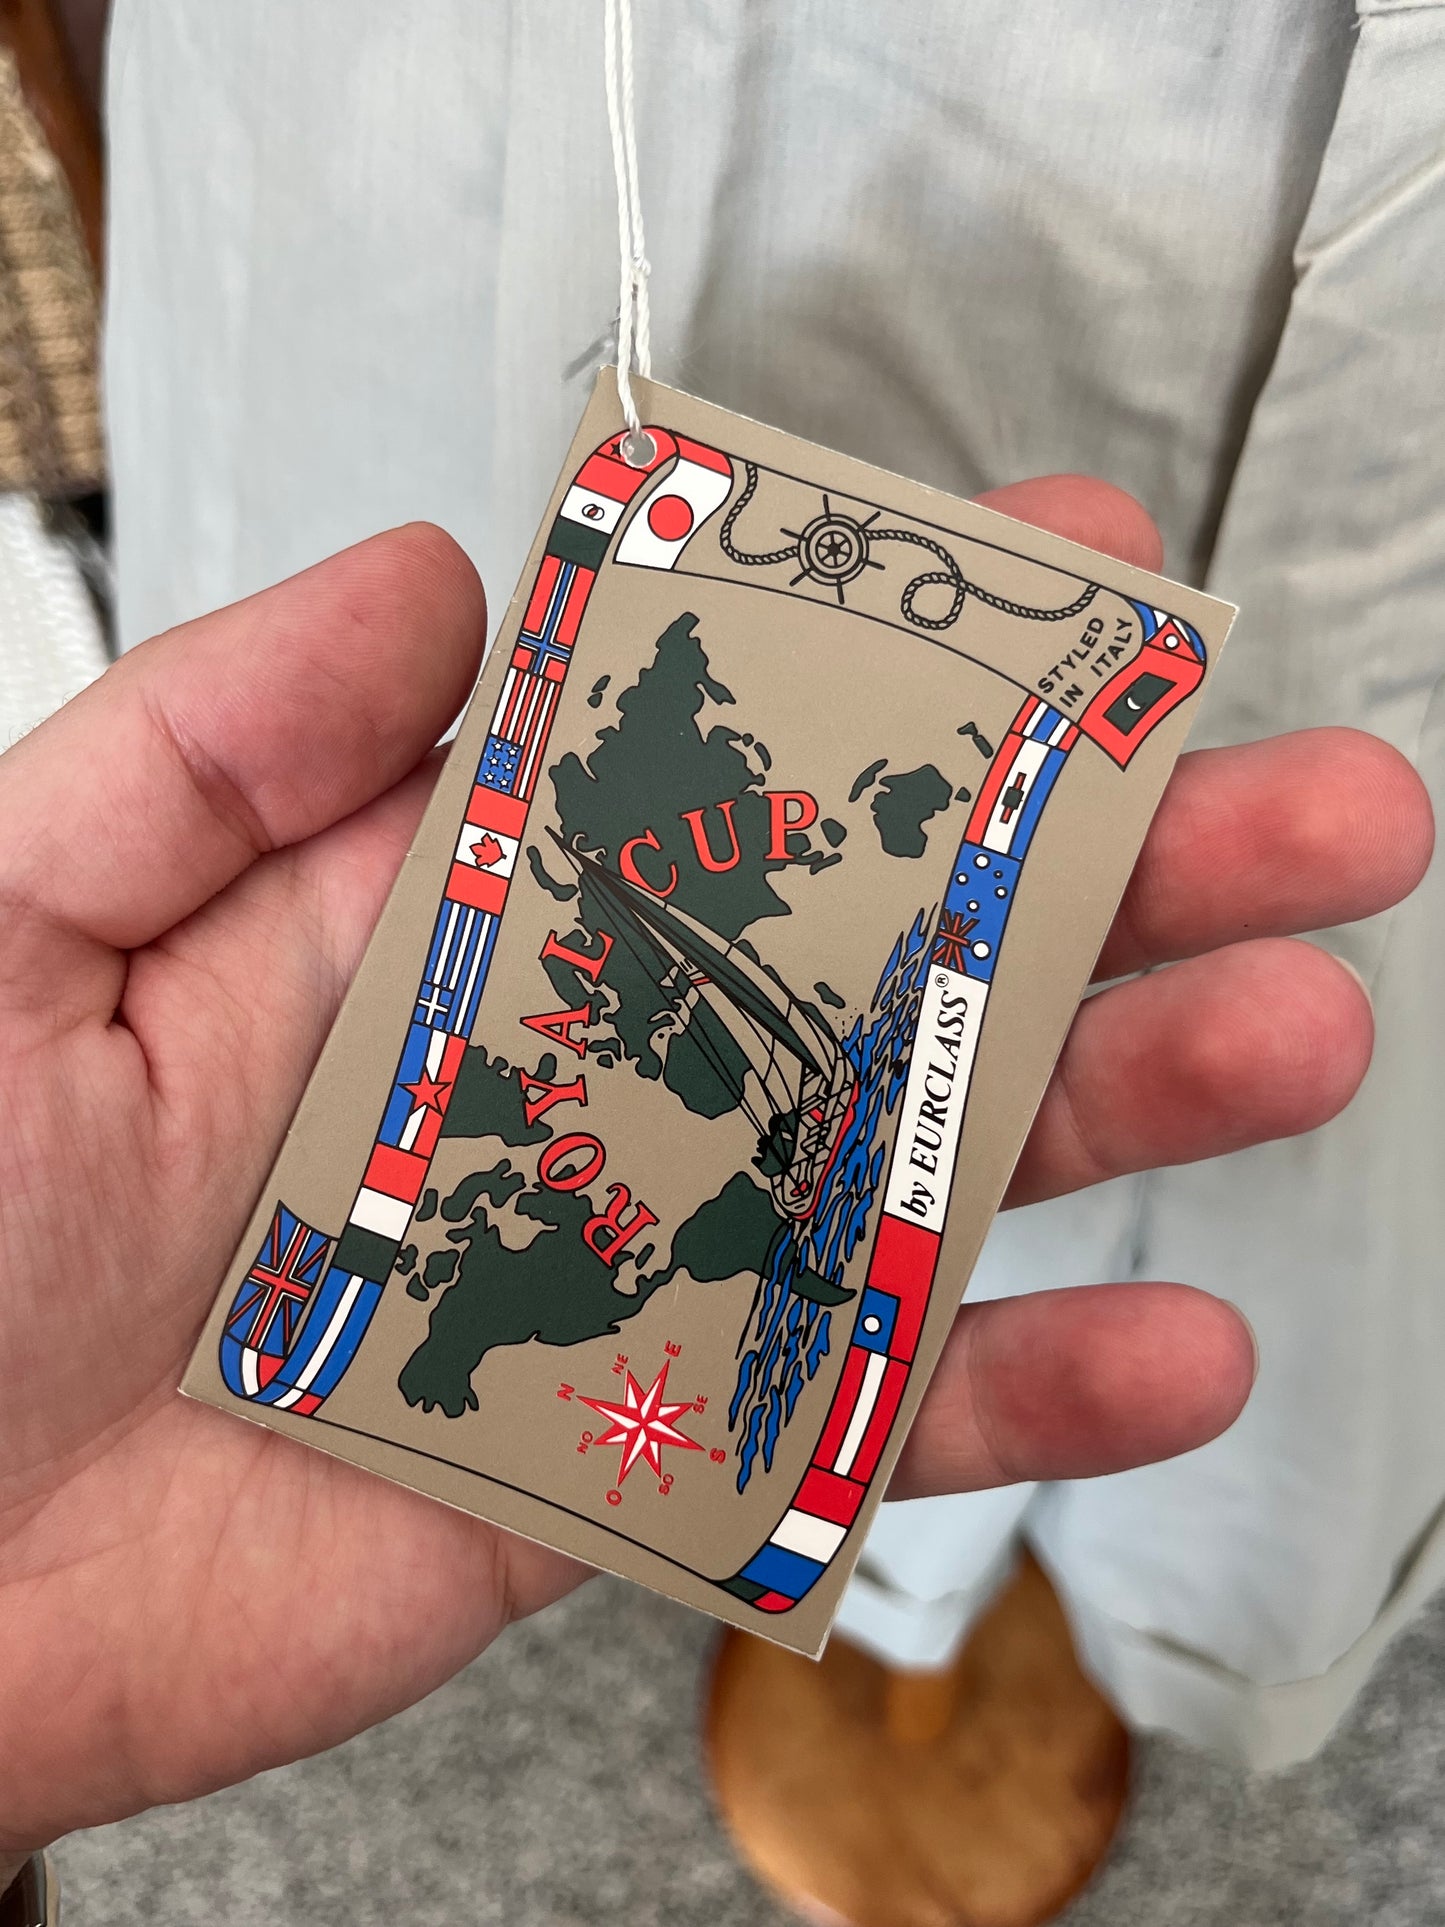 STYLED
IN ITALY
ROYAL CUP
by EURCLASS®
N
NE
E
SE
S
SO
O
NO